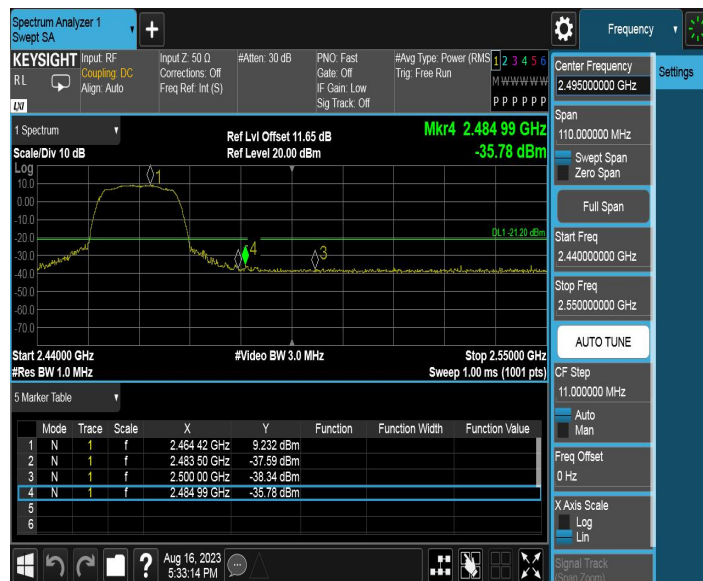 Spectrum Analyzer 1
Swept SA
Frequency
KEYSIGHT
RL
LXI
Input: RF
Coupling: DC
Align: Auto
Input Z: 50 Ω
Corrections: Off
Freq Ref: Int (S)
#Atten: 30 dB
PNO: Fast
Gate: Off
IF Gain: Low
Sig Track: Off
#Avg Type: Power (RMS
Trig: Free Run
1 2 3 4 5 6
M W W W W W
P P P P P P
1 Spectrum
Scale/Div 10 dB
Ref Lvl Offset 11.65 dB
Ref Level 20.00 dBm
Mkr4 2.484 99 GHz
-35.78 dBm
Log
10.0
0.00
-10.0
-20.0
-30.0
-40.0
-50.0
-60.0
-70.0
1
4
3
DL1 -21.20 dBm
Start 2.44000 GHz
#Res BW 1.0 MHz
#Video BW 3.0 MHz
Stop 2.55000 GHz
Sweep 1.00 ms (1001 pts)
5 Marker Table
Mode Trace Scale X Y Function Function Width Function Value
1 N 1 f 2.464 42 GHz 9.232 dBm
2 N 1 f 2.483 50 GHz -37.59 dBm
3 N 1 f 2.500 00 GHz -38.34 dBm
4 N 1 f 2.484 99 GHz -35.78 dBm
5
6
Aug 16, 2023
5:33:14 PM
Center Frequency
2.495000000 GHz
Settings
Span
110.000000 MHz
Swept Span
Zero Span
Full Span
Start Freq
2.440000000 GHz
Stop Freq
2.550000000 GHz
AUTO TUNE
CF Step
11.000000 MHz
Auto
Man
Freq Offset
0 Hz
X Axis Scale
Log
Lin
Signal Track
(Span Zoom)